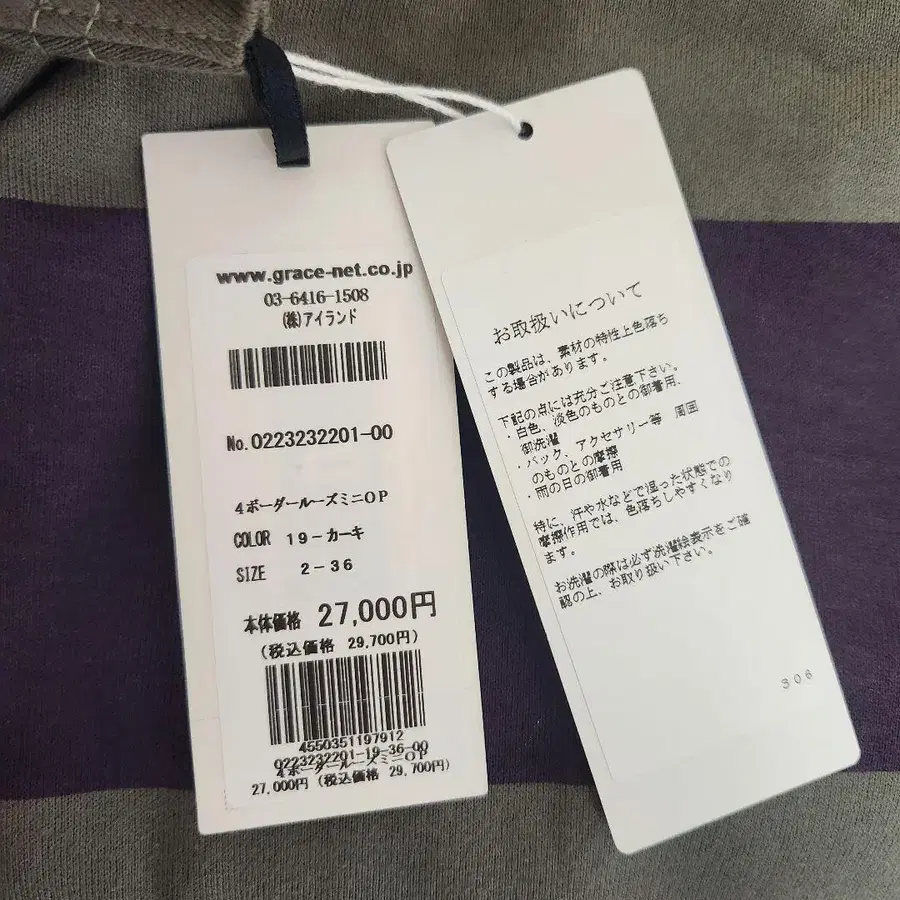 www.grace-net.co.jp
03-6416-1508
(株)アイランド
No.0223232201-00
4ボーダールーズミニOP
COLOR 19-カーキ
SIZE 2-36
本体価格 27,000円
(税込価格 29,700円)
4550351197912
0223232201-19-36-00
4ボーダールーズミニOP
27,000円 (税込価格 29,700円)
お取扱いについて
この製品は、素材の特性上色落ち
する場合があります。
下記の点には充分ご注意下さい。
・白色、淡色のものとの御着用、
御洗濯
・バック、アクセサリー等 周囲
のものとの摩擦
・雨の日の御着用
特に、汗や水などで湿った状態での
摩擦作用では、色落ちしやすくなり
ます。
お洗濯の際は必ず洗濯絵表示をご確
認の上、お取り扱い下さい。
306